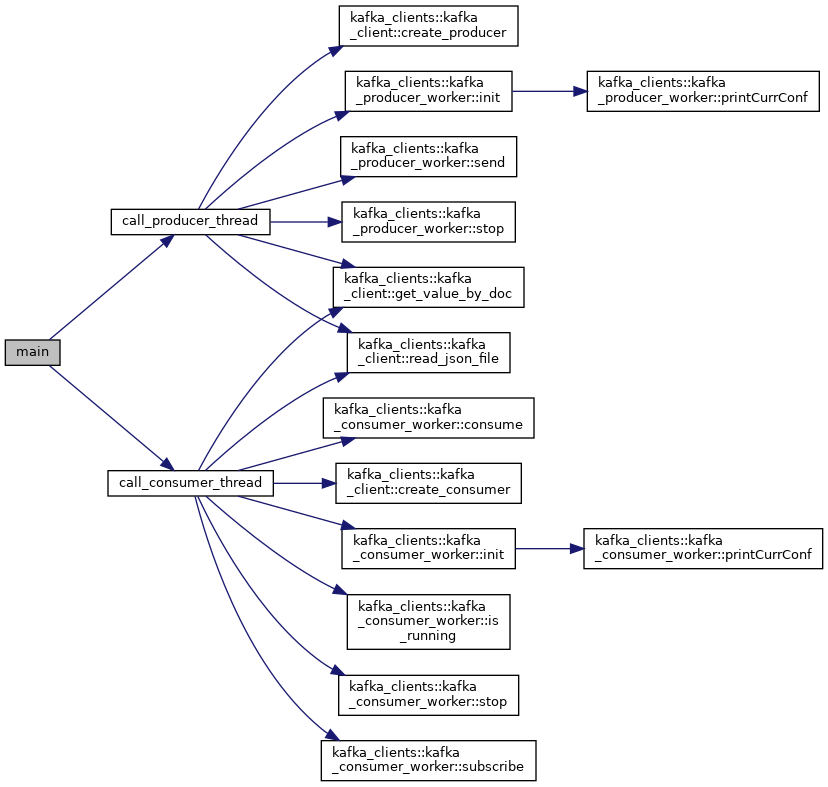 kafka_clients::kafka
_client::create_producer
kafka_clients::kafka
_producer_worker::init
kafka_clients::kafka
_producer_worker::printCurrConf
kafka_clients::kafka
_producer_worker::send
call_producer_thread
kafka_clients::kafka
_producer_worker::stop
kafka_clients::kafka
_client::get_value_by_doc
main
kafka_clients::kafka
_client::read_json_file
kafka_clients::kafka
_consumer_worker::consume
call_consumer_thread
kafka_clients::kafka
_client::create_consumer
kafka_clients::kafka
_consumer_worker::init
kafka_clients::kafka
_consumer_worker::printCurrConf
kafka_clients::kafka
_consumer_worker::is
_running
kafka_clients::kafka
_consumer_worker::stop
kafka_clients::kafka
_consumer_worker::subscribe